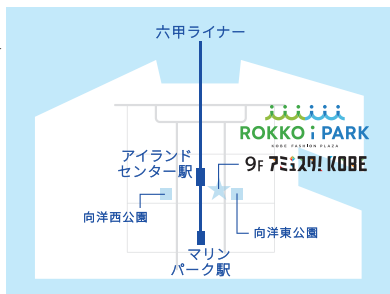 六甲ライナー
ROKKO i PARK
KOBE FASHION PLAZA
アイランド
センター駅
9F アミュスタ! KOBE
向洋西公園
向洋東公園
マリン
パーク駅